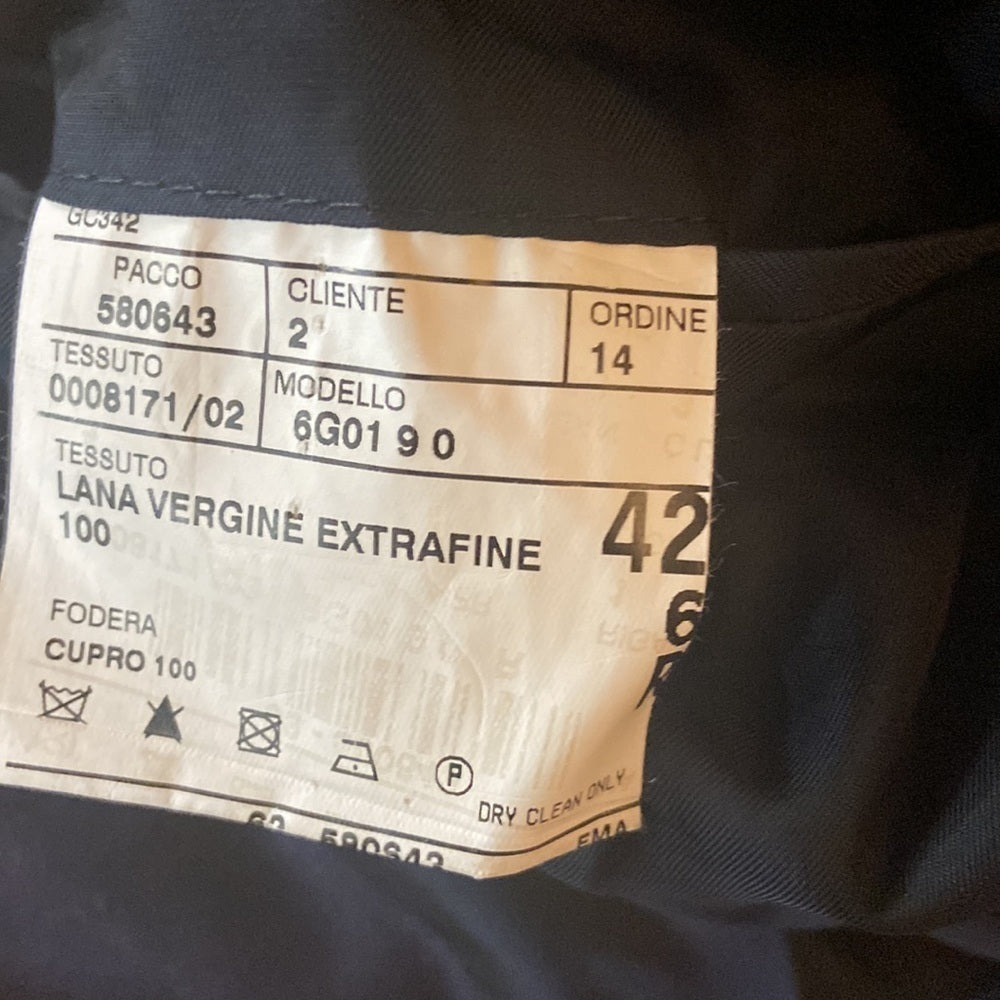 GC342
PACCO
580643
CLIENTE
2
ORDINE
14
TESSUTO
0008171/02
MODELLO
6G01 9 0
TESSUTO
LANA VERGINE EXTRAFINE
100
42
6
FODERA
CUPRO 100
P
DRY CLEAN ONLY